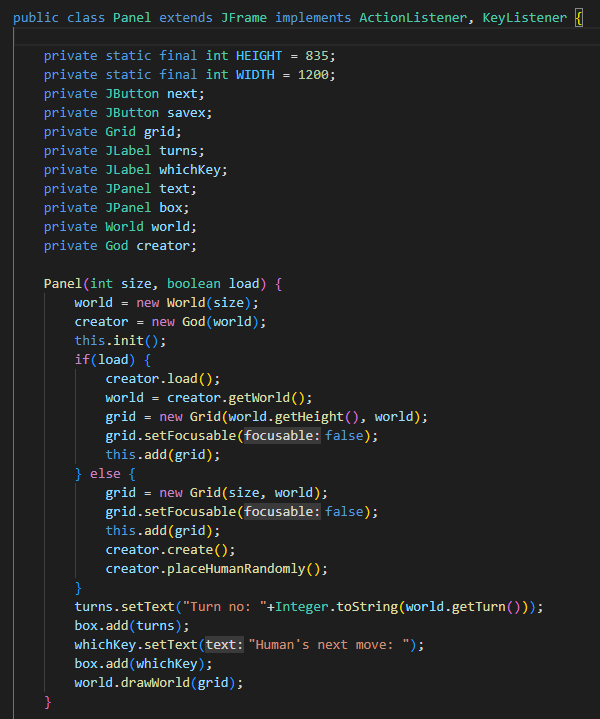 public class Panel extends JFrame implements ActionListener, KeyListener {
private static final int HEIGHT = 835;
private static final int WIDTH = 1200;
private JButton next;
private JButton savex;
private Grid grid;
private JLabel turns;
private JLabel whichKey;
private JPanel text;
private JPanel box;
private World world;
private God creator;
Panel(int size, boolean load) {
world = new World(size);
creator = new God(world);
this.init();
if(load) {
creator.load();
world = creator.getWorld();
grid = new Grid(world.getHeight(), world);
grid.setFocusable(focusable: false);
this.add(grid);
} else {
grid = new Grid(size, world);
grid.setFocusable(focusable: false);
this.add(grid);
creator.create();
creator.placeHumanRandomly();
}
turns.setText("Turn no: "+Integer.toString(world.getTurn()));
box.add(turns);
whichKey.setText(text: "Human's next move: ");
box.add(whichKey);
world.drawWorld(grid);
}